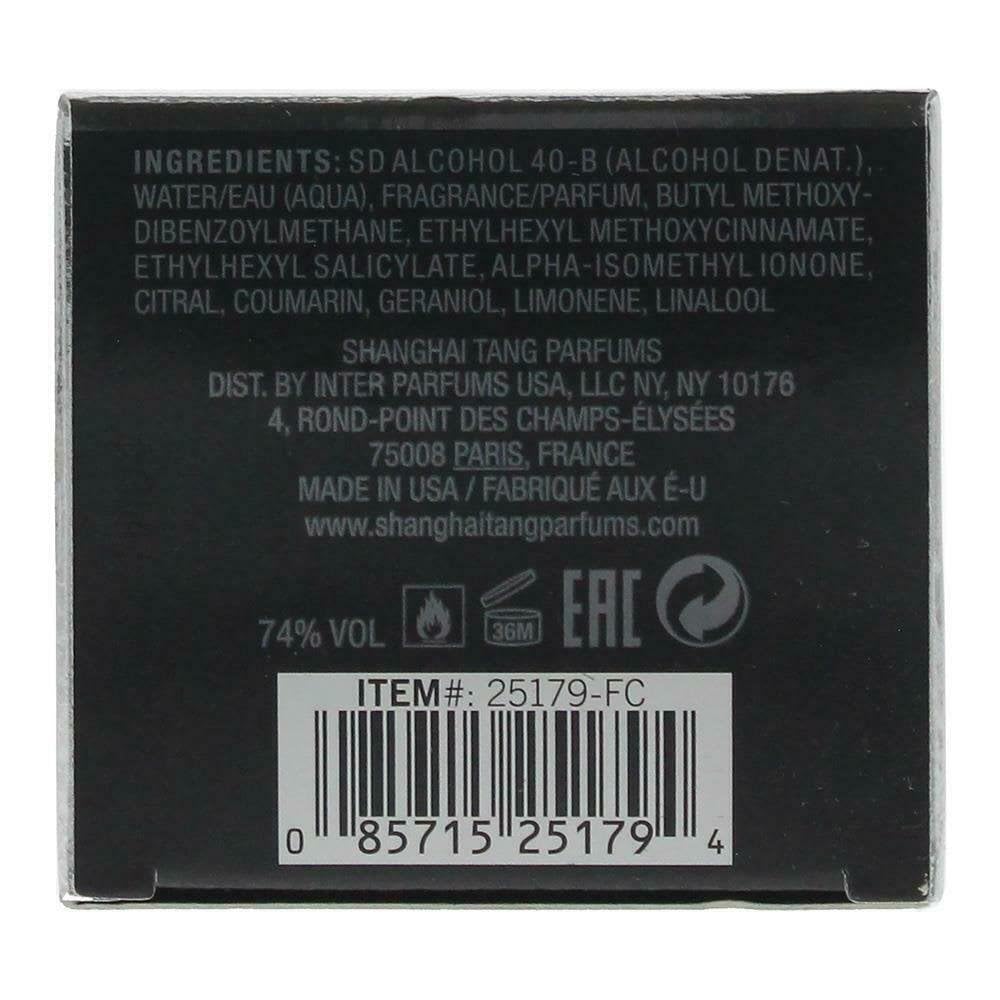 INGREDIENTS: SD ALCOHOL 40-B (ALCOHOL DENAT.),
WATER/EAU (AQUA), FRAGRANCE/PARFUM, BUTYL METHOXY-
DIBENZOYLMETHANE, ETHYLHEXYL METHOXYCINNAMATE,
ETHYLHEXYL SALICYLATE, ALPHA-ISOMETHYL IONONE,
CITRAL, COUMARIN, GERANIOL, LIMONENE, LINALOOL
SHANGHAI TANG PARFUMS
DIST. BY INTER PARFUMS USA, LLC NY, NY 10176
4, ROND-POINT DES CHAMPS-ÉLYSÉES
75008 PARIS, FRANCE
MADE IN USA / FABRIQUÉ AUX É-U
www.shanghaitangparfums.com
74% VOL 36M EAC
ITEM#: 25179-FC
0 85715 25179 4